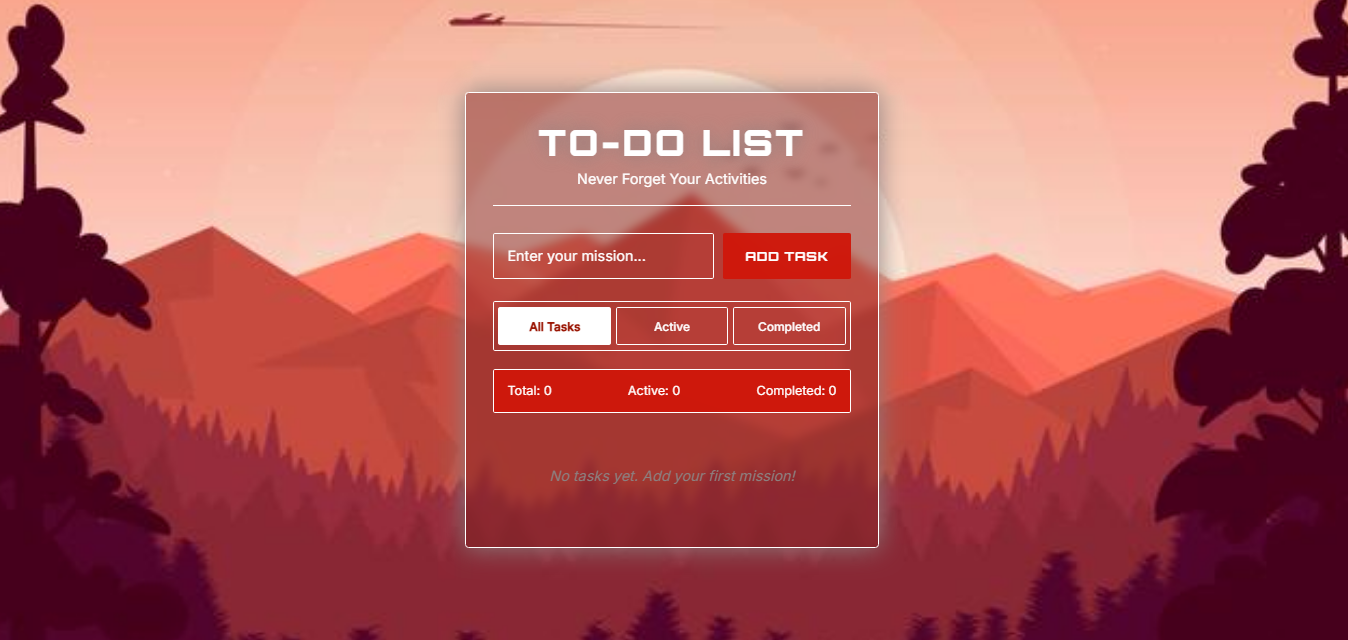 TO-DO LIST
Never Forget Your Activities
Enter your mission... ADD TASK
All Tasks Active Completed
Total: 0 Active: 0 Completed: 0
No tasks yet. Add your first mission!